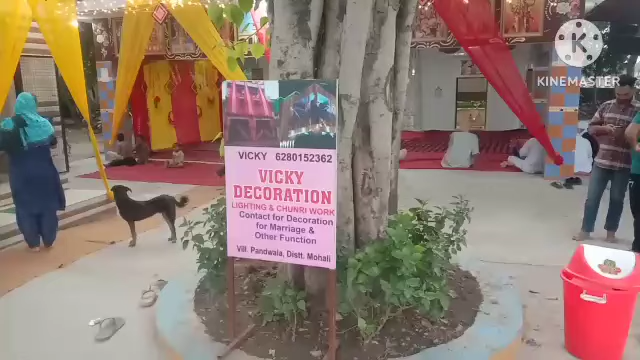 KINEMASTER
VICKY 6280152362
VICKY
DECORATION
LIGHTING & CHUNRI WORK
Contact for Decoration
for Marriage &
Other Function
Vill. Pandwala, Distt. Mohali